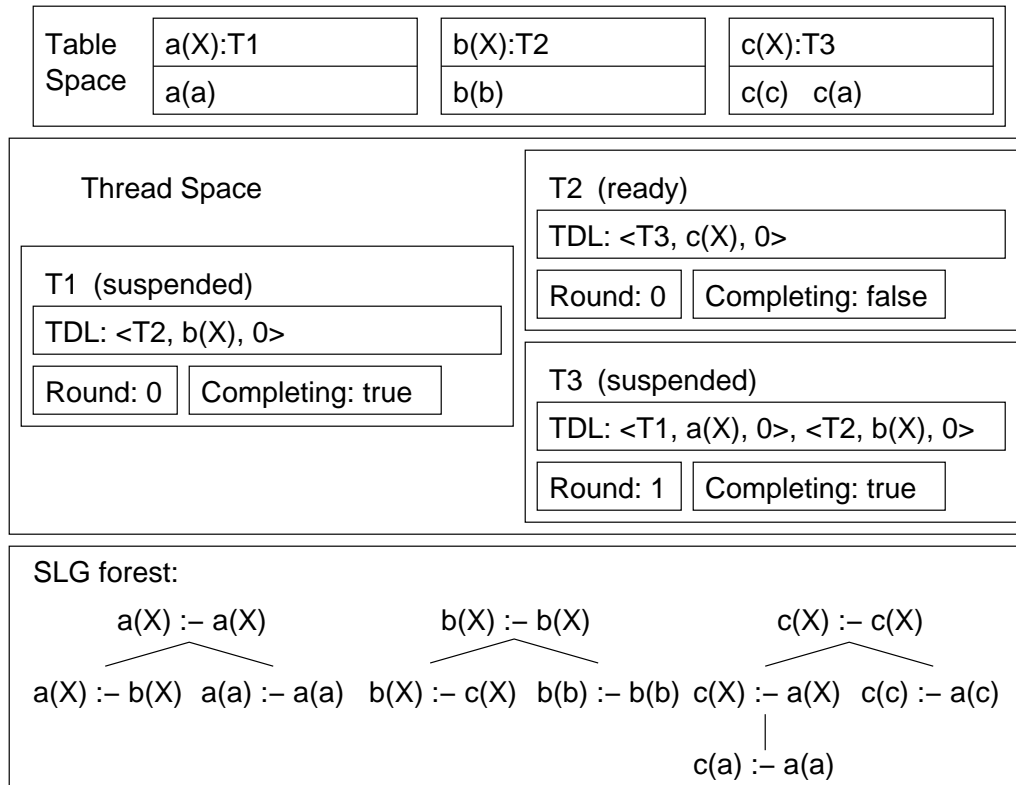 Table Space
a(X):T1
a(a)
b(X):T2
b(b)
c(X):T3
c(c) c(a)
Thread Space
T1 (suspended)
TDL: <T2, b(X), 0>
Round: 0 Completing: true
T2 (ready)
TDL: <T3, c(X), 0>
Round: 0 Completing: false
T3 (suspended)
TDL: <T1, a(X), 0>, <T2, b(X), 0>
Round: 1 Completing: true
SLG forest:
a(X) :– a(X) b(X) :– b(X) c(X) :– c(X)
a(X) :– b(X) a(a) :– a(a) b(X) :– c(X) b(b) :– b(b) c(X) :– a(X) c(c) :– a(c)
c(a) :– a(a)